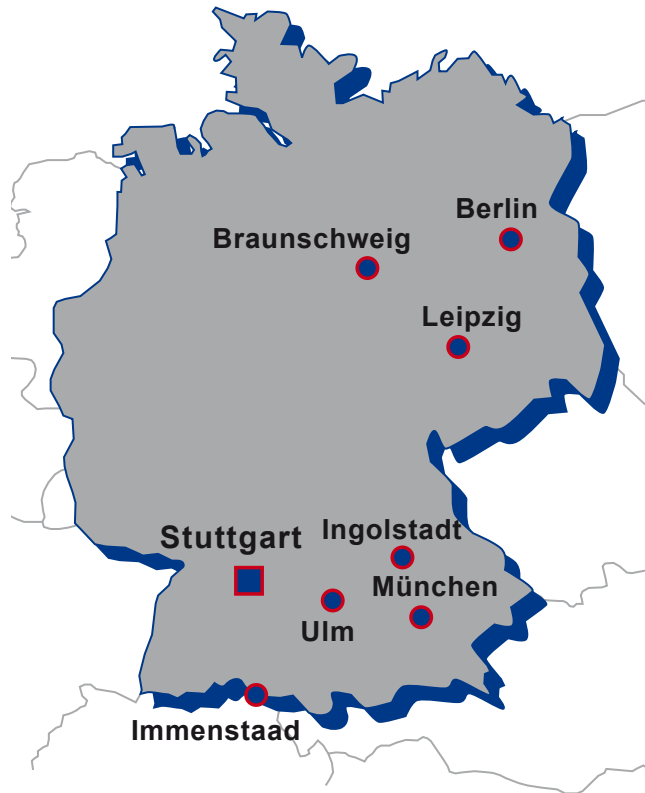 Berlin
Braunschweig
Leipzig
Ingolstadt
Stuttgart
München
Ulm
Immenstaad